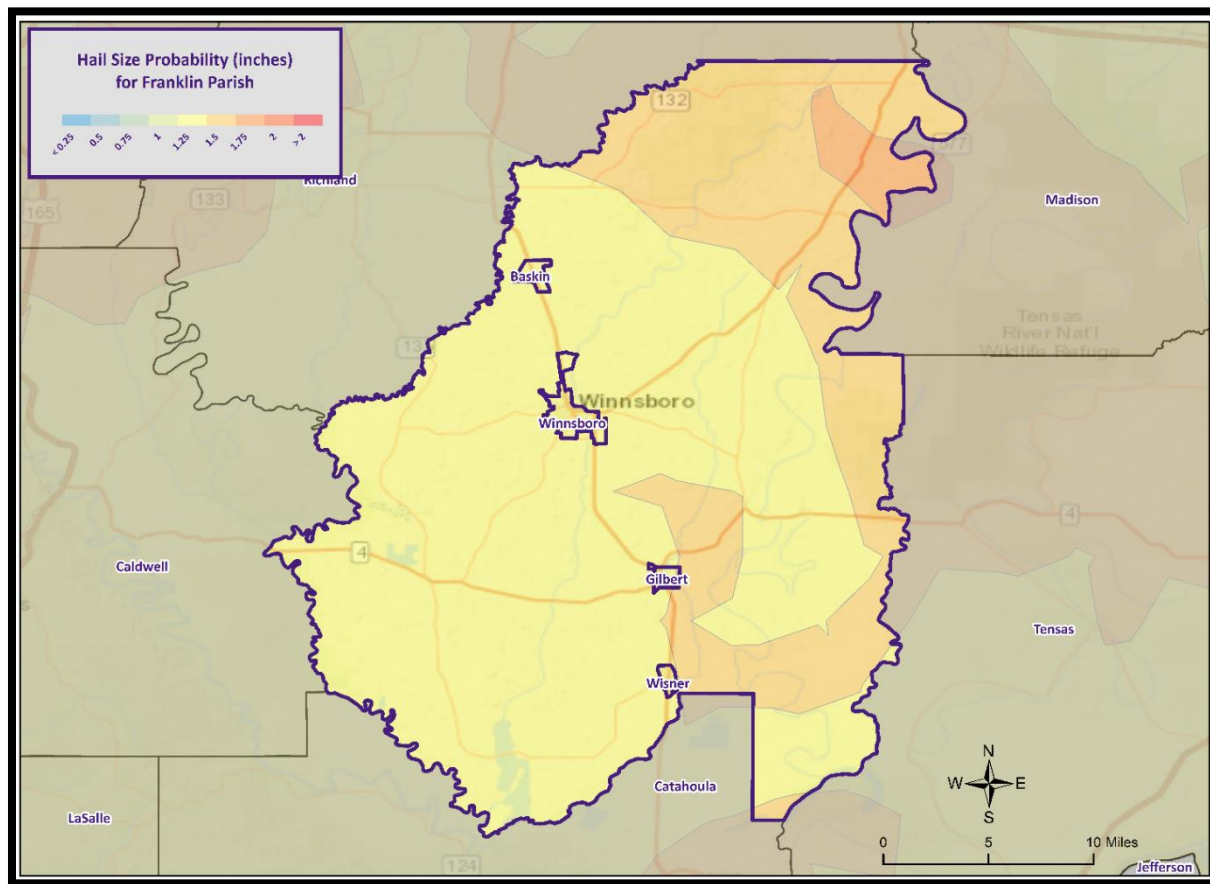 Hail Size Probability (inches)
for Franklin Parish
< 0.25
0.5
0.75
1
1.25
1.5
1.75
2
> 2
132
577
Richland
133
165
Madison
Baskin
Tensas
River Nat'l
Wildlife Refuge
Winnsboro
Winnsboro
4
4
Caldwell
Gilbert
Tensas
Wisner
Catahoula
LaSalle
N
W
E
S
0
5
10 Miles
124
Jefferson